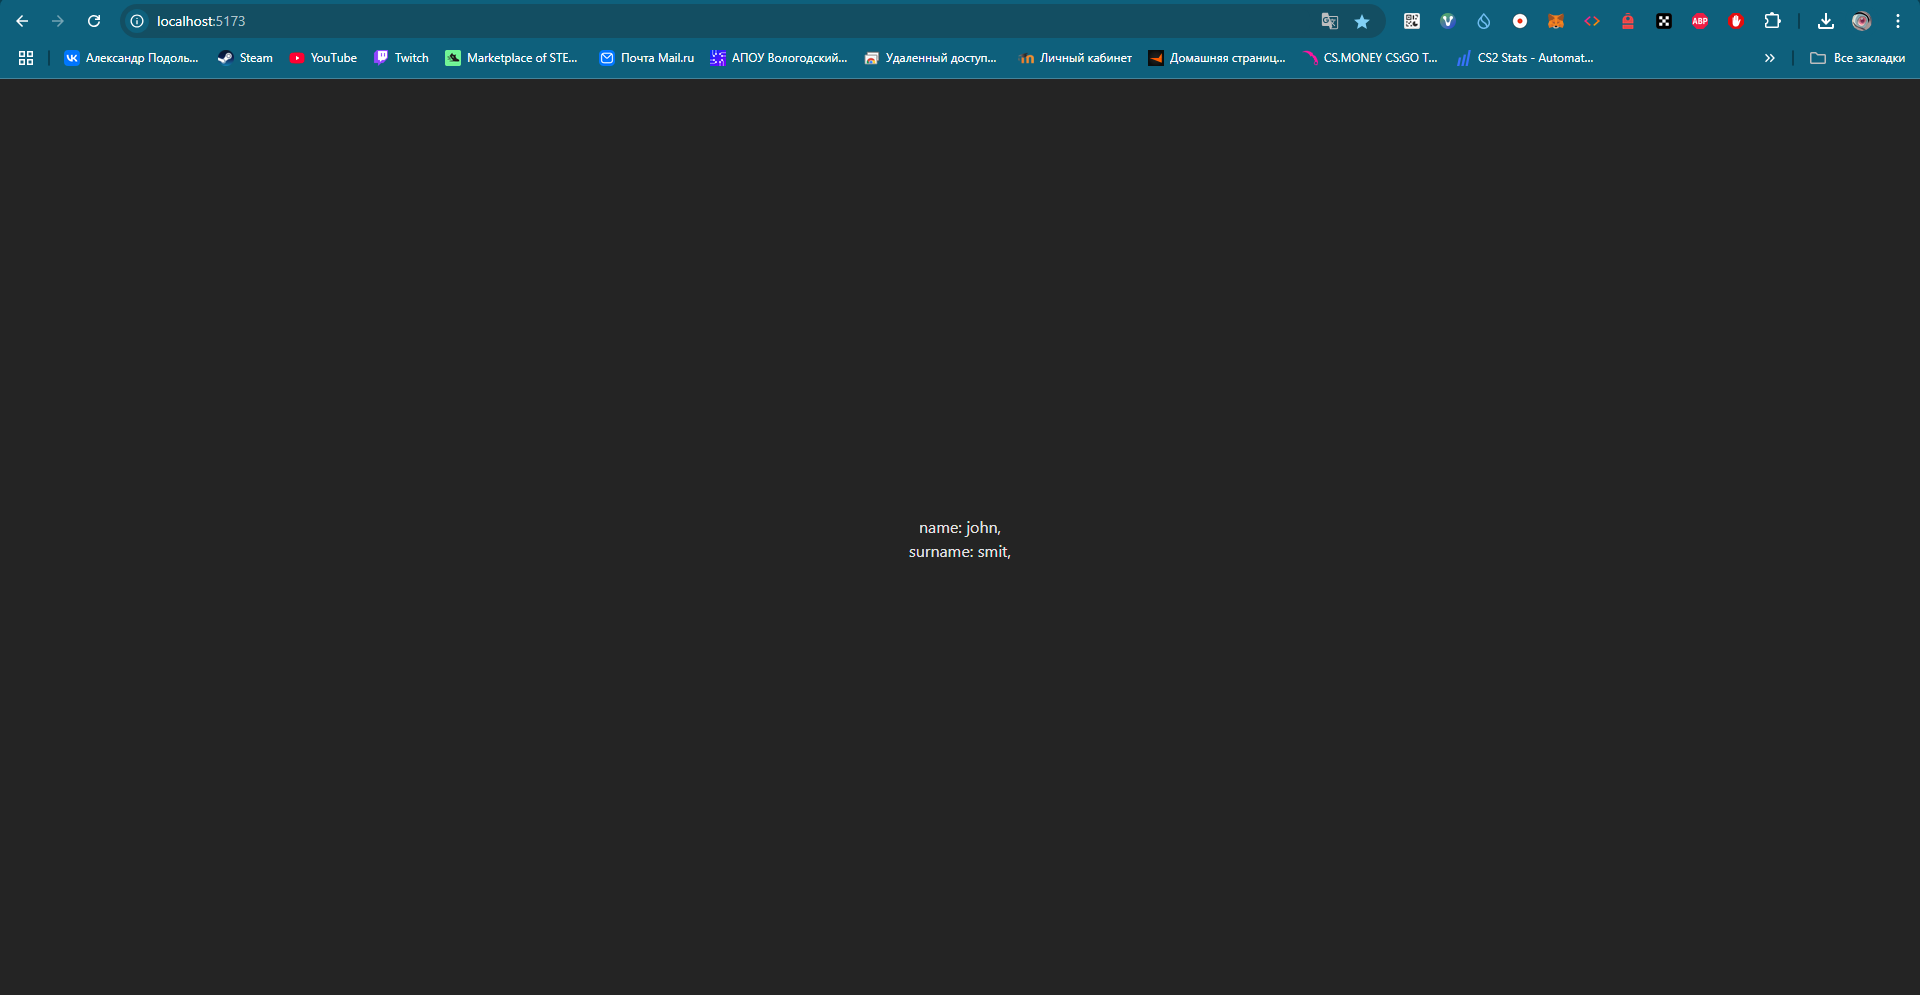 localhost:5173
Александр Подоль...
Steam
YouTube
Twitch
Marketplace of STE...
Почта Mail.ru
АПОУ Вологодский...
Удаленный доступ...
Личный кабинет
Домашняя страниц...
CS.MONEY CS:GO T...
CS2 Stats - Automat...
Все закладки
name: john,
surname: smit,